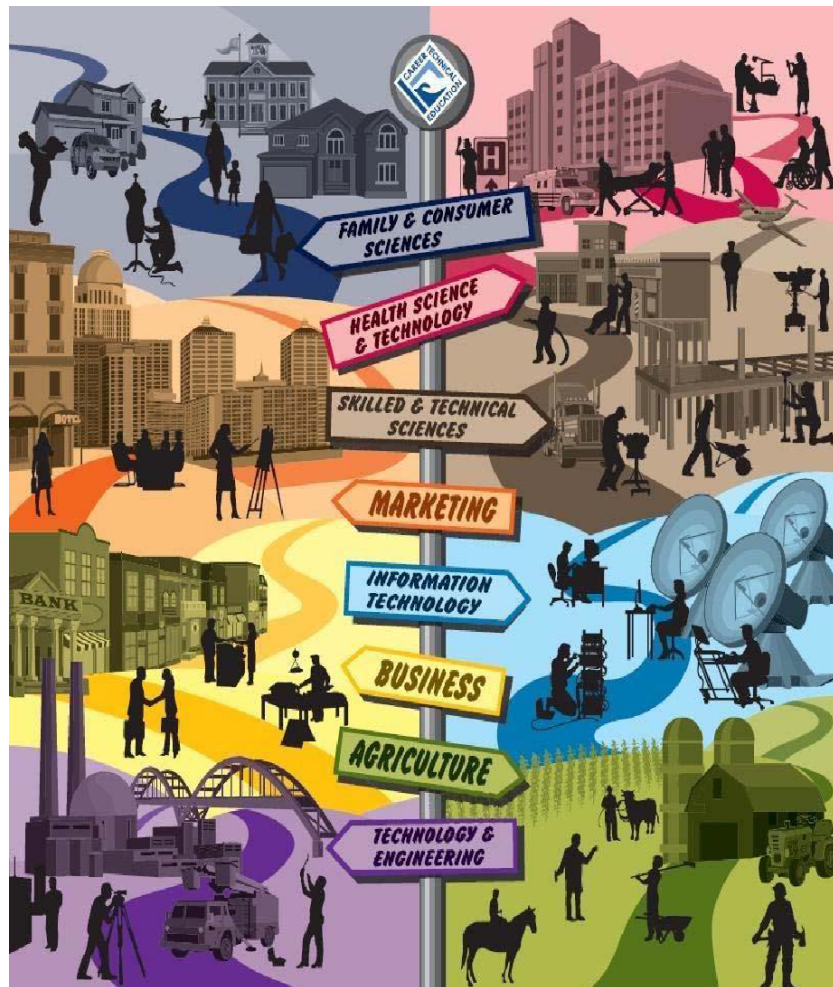 CAREER TECHNICAL
EDUCATION
H
FAMILY & CONSUMER
SCIENCES
HEALTH SCIENCE
& TECHNOLOGY
SKILLED & TECHNICAL
SCIENCES
HOTEL
MARKETING
INFORMATION
TECHNOLOGY
BANK
BUSINESS
AGRICULTURE
TECHNOLOGY &
ENGINEERING